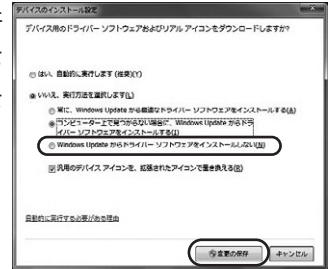 デバイスのインストール設定
デバイス用のドライバー ソフトウェアおよびリアル アイコンをダウンロードしますか?
はい、自動的に実行します (推奨)(Y)
いいえ、実行方法を選択します(L)
常に、Windows Update から最適なドライバー ソフトウェアをインストールする(A)
コンピューター上で見つからない場合に、Windows Update からドラ
イバー ソフトウェアをインストールする(I)
Windows Update からドライバー ソフトウェアをインストールしない(N)
汎用のデバイス アイコンを、拡張されたアイコンで置き換える(R)
自動的に実行する必要がある理由
変更の保存
キャンセル